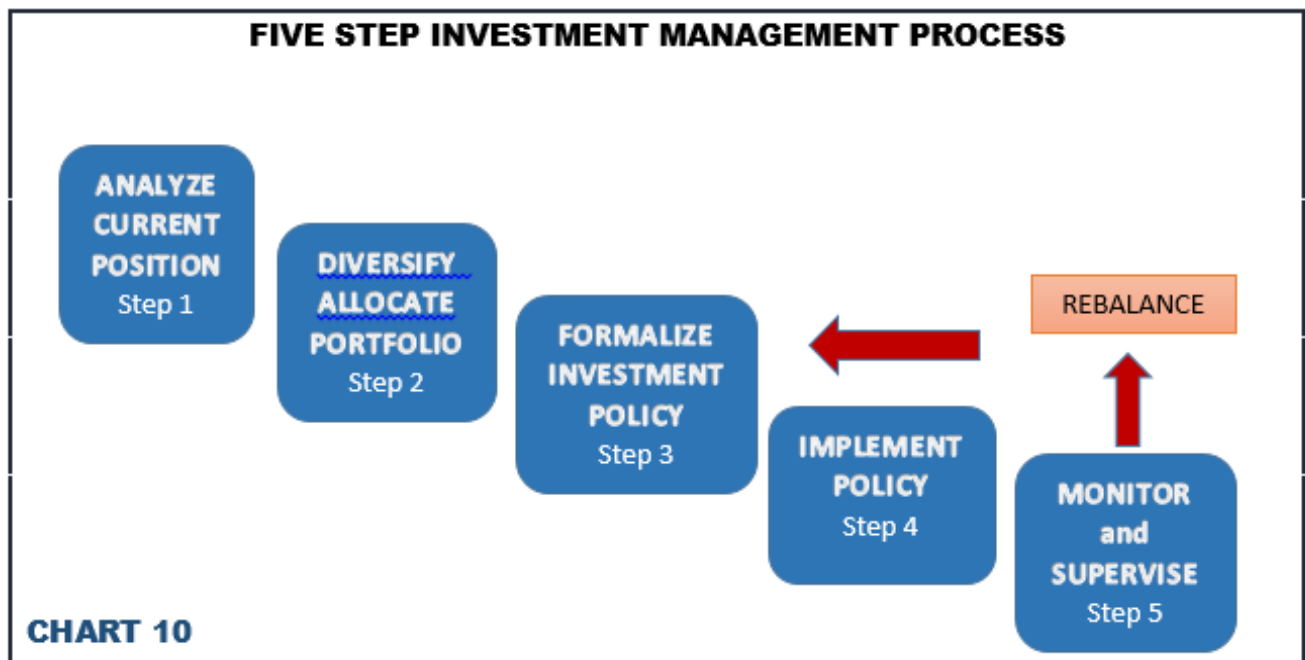 FIVE STEP INVESTMENT MANAGEMENT PROCESS
ANALYZE
CURRENT
POSITION
Step 1
DIVERSIFY
ALLOCATE
PORTFOLIO
Step 2
FORMALIZE
INVESTMENT
POLICY
Step 3
IMPLEMENT
POLICY
Step 4
MONITOR
and
SUPERVISE
Step 5
REBALANCE
CHART 10